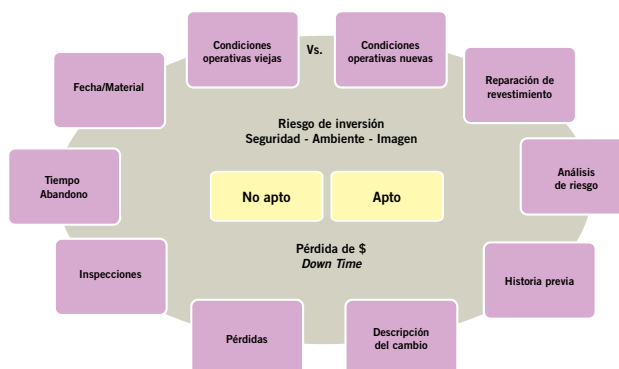 Condiciones
operativas viejas
Vs.
Condiciones
operativas nuevas
Fecha/Material
Reparación de
revestimiento
Riesgo de inversión
Seguridad - Ambiente - Imagen
Tiempo
Abandono
No apto
Apto
Análisis
de riesgo
Pérdida de $
Down Time
Inspecciones
Historia previa
Pérdidas
Descripción
del cambio